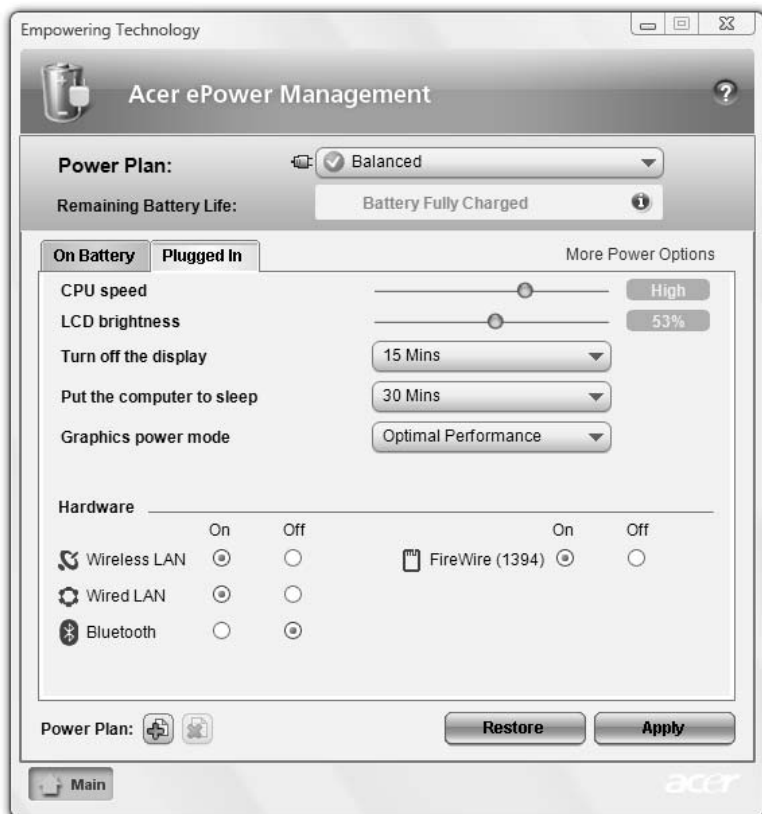 Empowering Technology
Acer ePower Management
?
Power Plan: Balanced
Remaining Battery Life: Battery Fully Charged
On Battery Plugged In More Power Options
CPU speed High
LCD brightness 53%
Turn off the display 15 Mins
Put the computer to sleep 30 Mins
Graphics power mode Optimal Performance
Hardware
On Off On Off
Wireless LAN FireWire (1394)
Wired LAN
Bluetooth
Power Plan: Restore Apply
Main acer